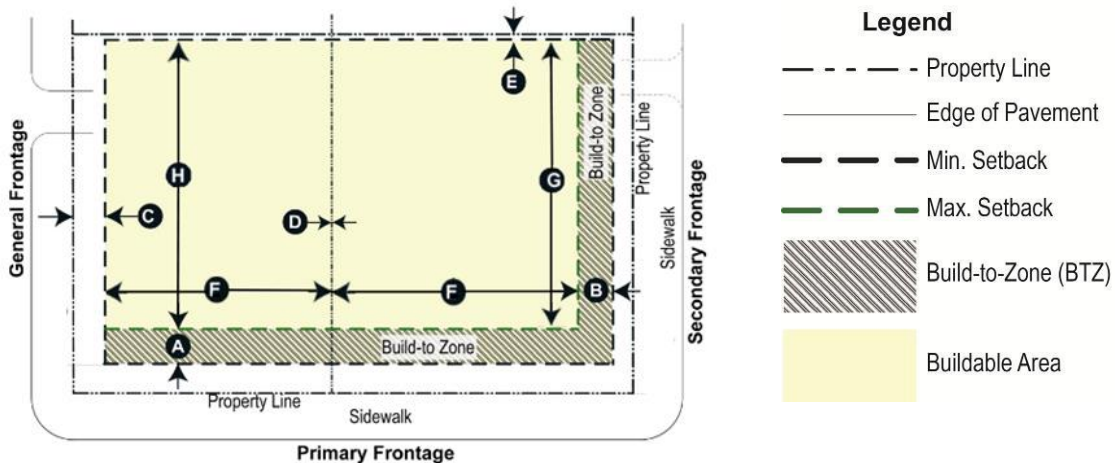 General Frontage
H
C
D
E
G
F
F
B
A
Build-to Zone
Build-to Zone
Property Line
Sidewalk
Secondary Frontage
Property Line
Sidewalk
Primary Frontage
Legend
Property Line
Edge of Pavement
Min. Setback
Max. Setback
Build-to-Zone (BTZ)
Buildable Area